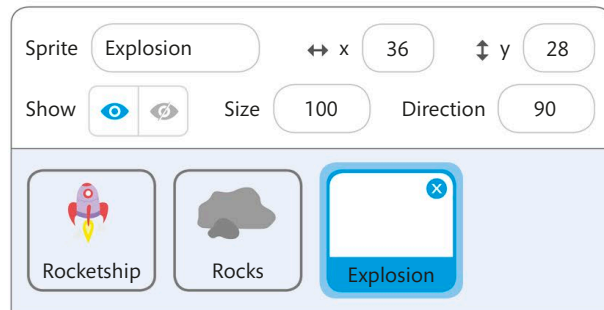 Sprite Explosion x 36 y 28
Show Size 100 Direction 90
Rocketship Rocks Explosion